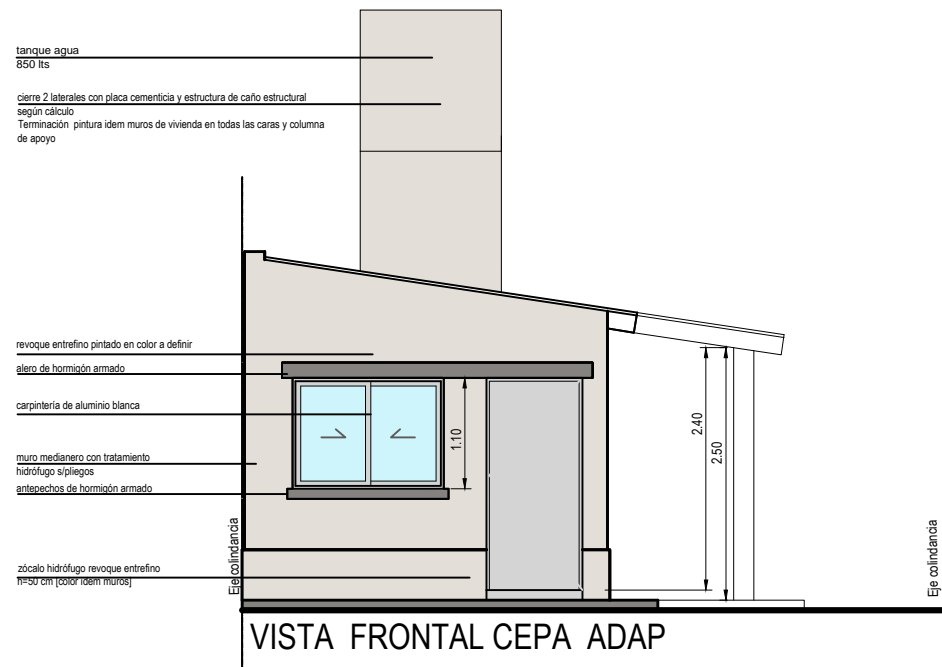 tanque agua
850 lts
cierre 2 laterales con placa cementicia y estructura de caño estructural
según cálculo
Terminación pintura idem muros de vivienda en todas las caras y columna
de apoyo
revoque entrefino pintado en color a definir
alero de hormigón armado
carpintería de aluminio blanca
muro medianero con tratamiento
hidrófugo s/pliegos
antepechos de hormigón armado
zócalo hidrófugo revoque entrefino
h=50 cm [color idem muros]
Eje colindancia
1.10
2.40
2.50
Eje colindancia
VISTA FRONTAL CEPA ADAP